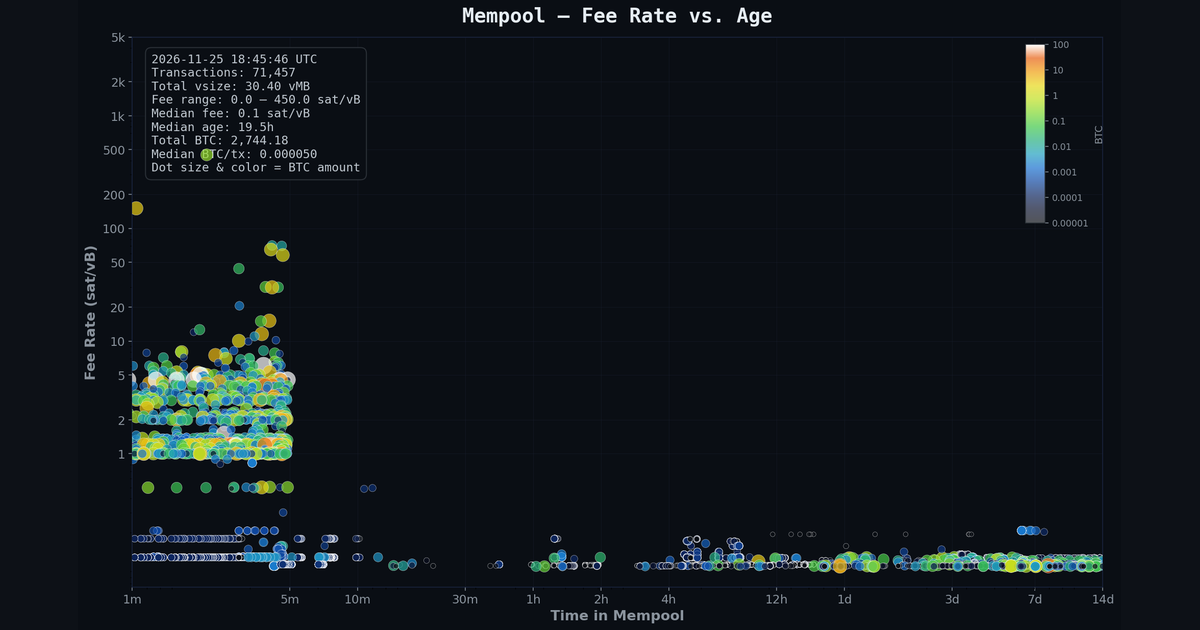 Mempool — Fee Rate vs. Age
2026-11-25 18:45:46 UTC
Transactions: 71,457
Total vsize: 30.40 vMB
Fee range: 0.0 — 450.0 sat/vB
Median fee: 0.1 sat/vB
Median age: 19.5h
Total BTC: 2,744.18
Median BTC/tx: 0.000050
Dot size & color = BTC amount
100
10
1
0.1
0.01
0.001
0.0001
0.00001
BTC
Fee Rate (sat/vB)
5k
2k
1k
500
200
100
50
20
10
5
2
1
1m 5m 10m 30m 1h 2h 4h 12h 1d 3d 7d 14d
Time in Mempool